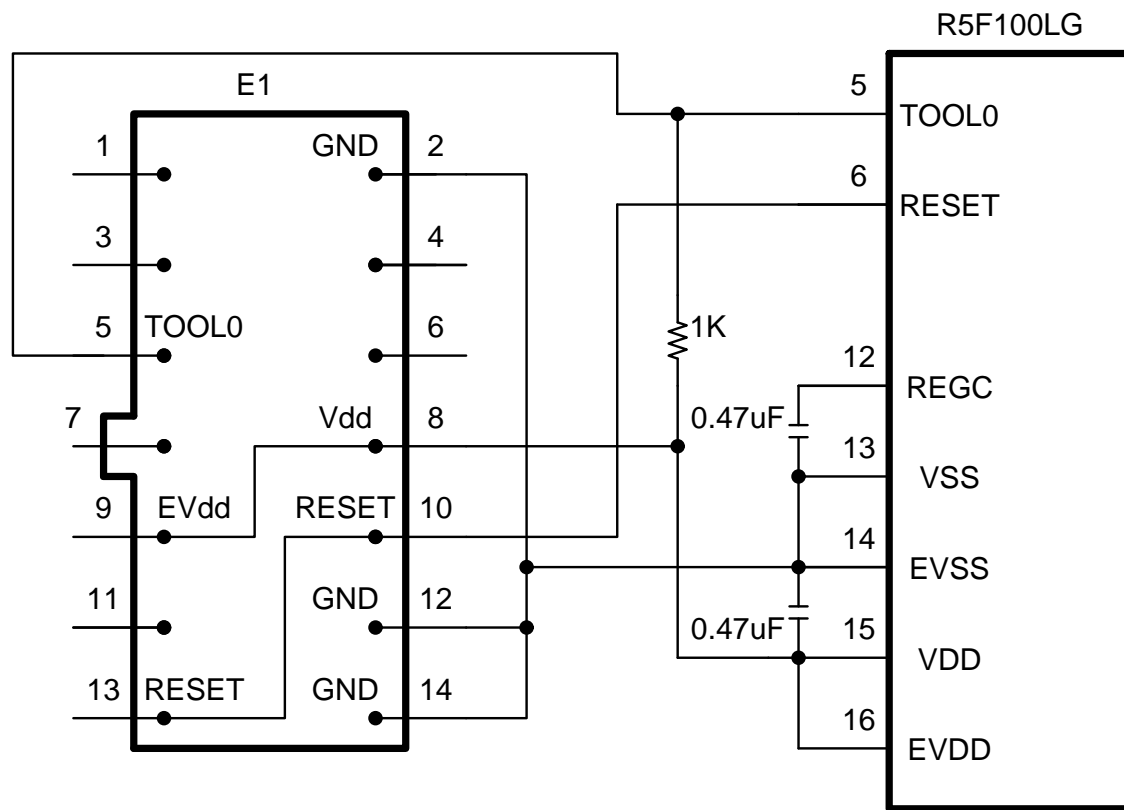 R5F100LG
E1
5
TOOL0
1
GND
2
6
RESET
3
4
5
TOOL0
6
1K
12
REGC
7
Vdd
8
0.47uF
13
VSS
9
EVdd
RESET
10
14
EVSS
11
GND
12
0.47uF
15
VDD
13
RESET
GND
14
16
EVDD